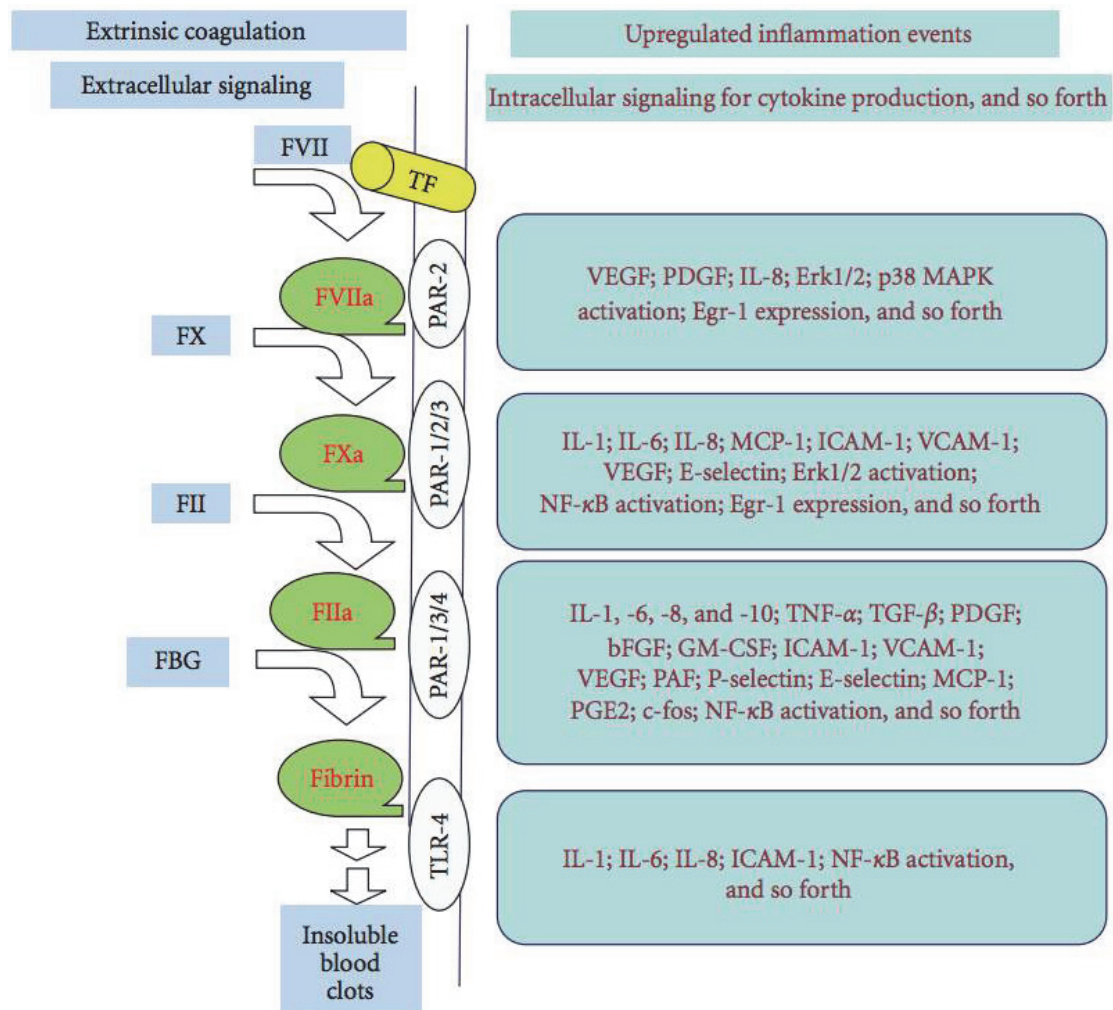 Extrinsic coagulation
Upregulated inflammation events
Extracellular signaling
Intracellular signaling for cytokine production, and so forth
FVII
TF
FVIIa
PAR-2
VEGF; PDGF; IL-8; Erk1/2; p38 MAPK
activation; Egr-1 expression, and so forth
FX
FXa
PAR-1/2/3
IL-1; IL-6; IL-8; MCP-1; ICAM-1; VCAM-1;
VEGF; E-selectin; Erk1/2 activation;
NF-κB activation; Egr-1 expression, and so forth
FII
FIIa
PAR-1/3/4
IL-1, -6, -8, and -10; TNF-α; TGF-β; PDGF;
bFGF; GM-CSF; ICAM-1; VCAM-1;
VEGF; PAF; P-selectin; E-selectin; MCP-1;
PGE2; c-fos; NF-κB activation, and so forth
FBG
Fibrin
TLR-4
IL-1; IL-6; IL-8; ICAM-1; NF-κB activation,
and so forth
Insoluble
blood
clots